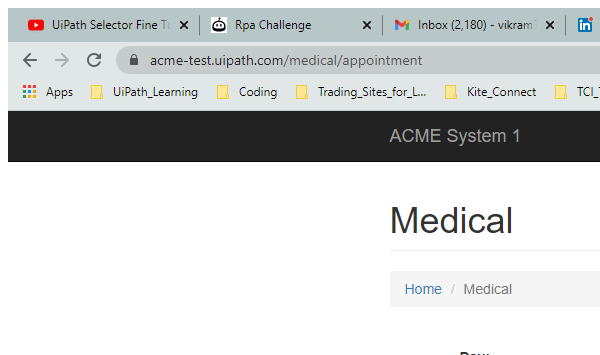 UiPath Selector Fine Rpa Challenge Inbox (2,180) - vikram
acme-test.uipath.com/medical/appointment
Apps UiPath_Learning Coding Trading_Sites_for_L... Kite_Connect TCI_
ACME System 1
Medical
Home / Medical